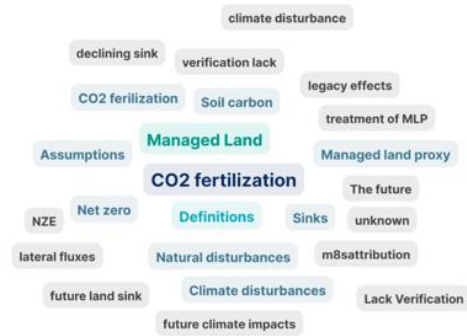 climate disturbance
declining sink
verification lack
legacy effects
CO2 ferilization
Soil carbon
treatment of MLP
Managed Land
Assumptions
Managed land proxy
CO2 fertilization
The future
Net zero
Definitions
Sinks
NZE
unknown
lateral fluxes
Natural disturbances
m8sattribution
future land sink
Climate disturbances
Lack Verification
future climate impacts